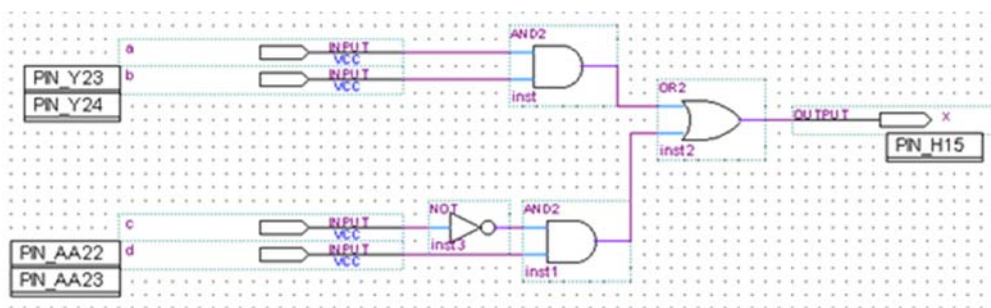 AND2
a
INPUT
VCC
PIN_Y23
b
INPUT
VCC
inst
PIN_Y24
OR2
OUTPUT
x
PIN_H15
inst2
NOT
AND2
c
INPUT
VCC
inst3
PIN_AA22
d
INPUT
VCC
inst1
PIN_AA23